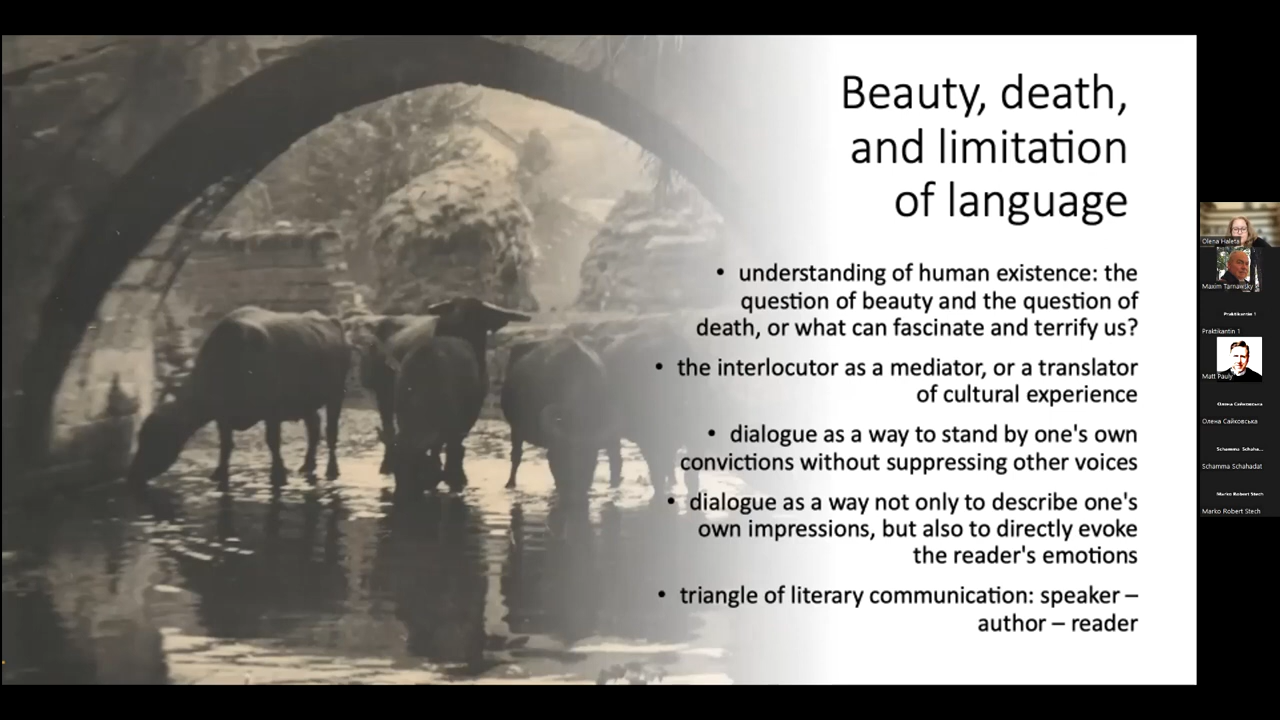 Beauty, death,
and limitation
of language
• understanding of human existence: the
question of beauty and the question of
death, or what can fascinate and terrify us?
• the interlocutor as a mediator, or a translator
of cultural experience
• dialogue as a way to stand by one's own
convictions without suppressing other voices
• dialogue as a way not only to describe one's
own impressions, but also to directly evoke
the reader's emotions
• triangle of literary communication: speaker –
author – reader
Olena Haleta
Maxim Tarnawsky
Praktikantin 1
Praktikantin 1
Matt Pauly
Олена Сайковська
Олена Сайковська
Schamma Schaha...
Schamma Schahadat
Marko Robert Stech
Marko Robert Stech